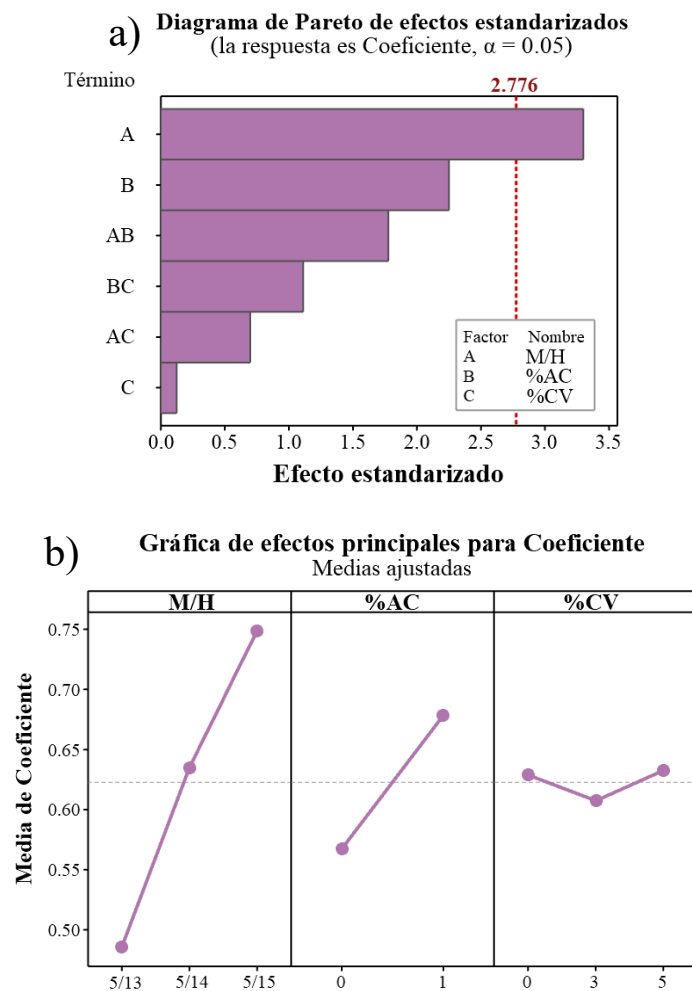 a)
Diagrama de Pareto de efectos estandarizados
(la respuesta es Coeficiente, α = 0.05)
Término
2.776
A
B
AB
BC
AC
C
Factor Nombre
A M/H
B %AC
C %CV
0.0 0.5 1.0 1.5 2.0 2.5 3.0 3.5
Efecto estandarizado
b)
Gráfica de efectos principales para Coeficiente
Medias ajustadas
M/H %AC %CV
Media de Coeficiente
0.75
0.70
0.65
0.60
0.55
0.50
5/13 5/14 5/15 0 1 0 3 5